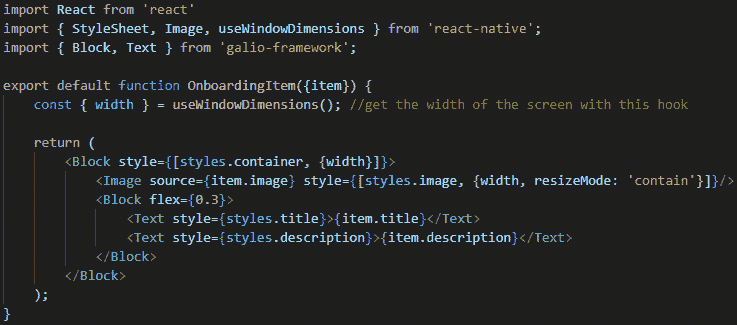 import React from 'react'
import { StyleSheet, Image, useWindowDimensions } from 'react-native';
import { Block, Text } from 'galio-framework';
export default function OnboardingItem({item}) {
const { width } = useWindowDimensions(); //get the width of the screen with this hook
return (
<Block style={[styles.container, {width}]}>
<Image source={item.image} style={[styles.image, {width, resizeMode: 'contain'}]}/>
<Block flex={0.3}>
<Text style={styles.title}>{item.title}</Text>
<Text style={styles.description}>{item.description}</Text>
</Block>
</Block>
);
}